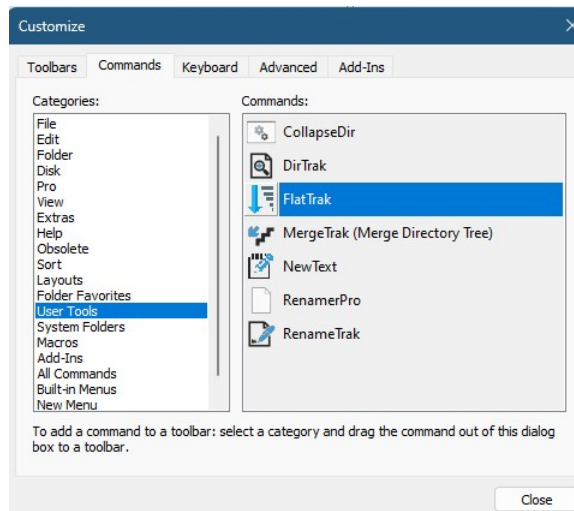 Customize
Toolbars Commands Keyboard Advanced Add-Ins
Categories:
File
Edit
Folder
Disk
Pro
View
Extras
Help
Obsolete
Sort
Layouts
Folder Favorites
User Tools
System Folders
Macros
Add-Ins
All Commands
Built-in Menus
New Menu
Commands:
CollapseDir
DirTrak
FlatTrak
MergeTrak (Merge Directory Tree)
NewText
RenamerPro
RenameTrak
To add a command to a toolbar: select a category and drag the command out of this dialog
box to a toolbar.
Close